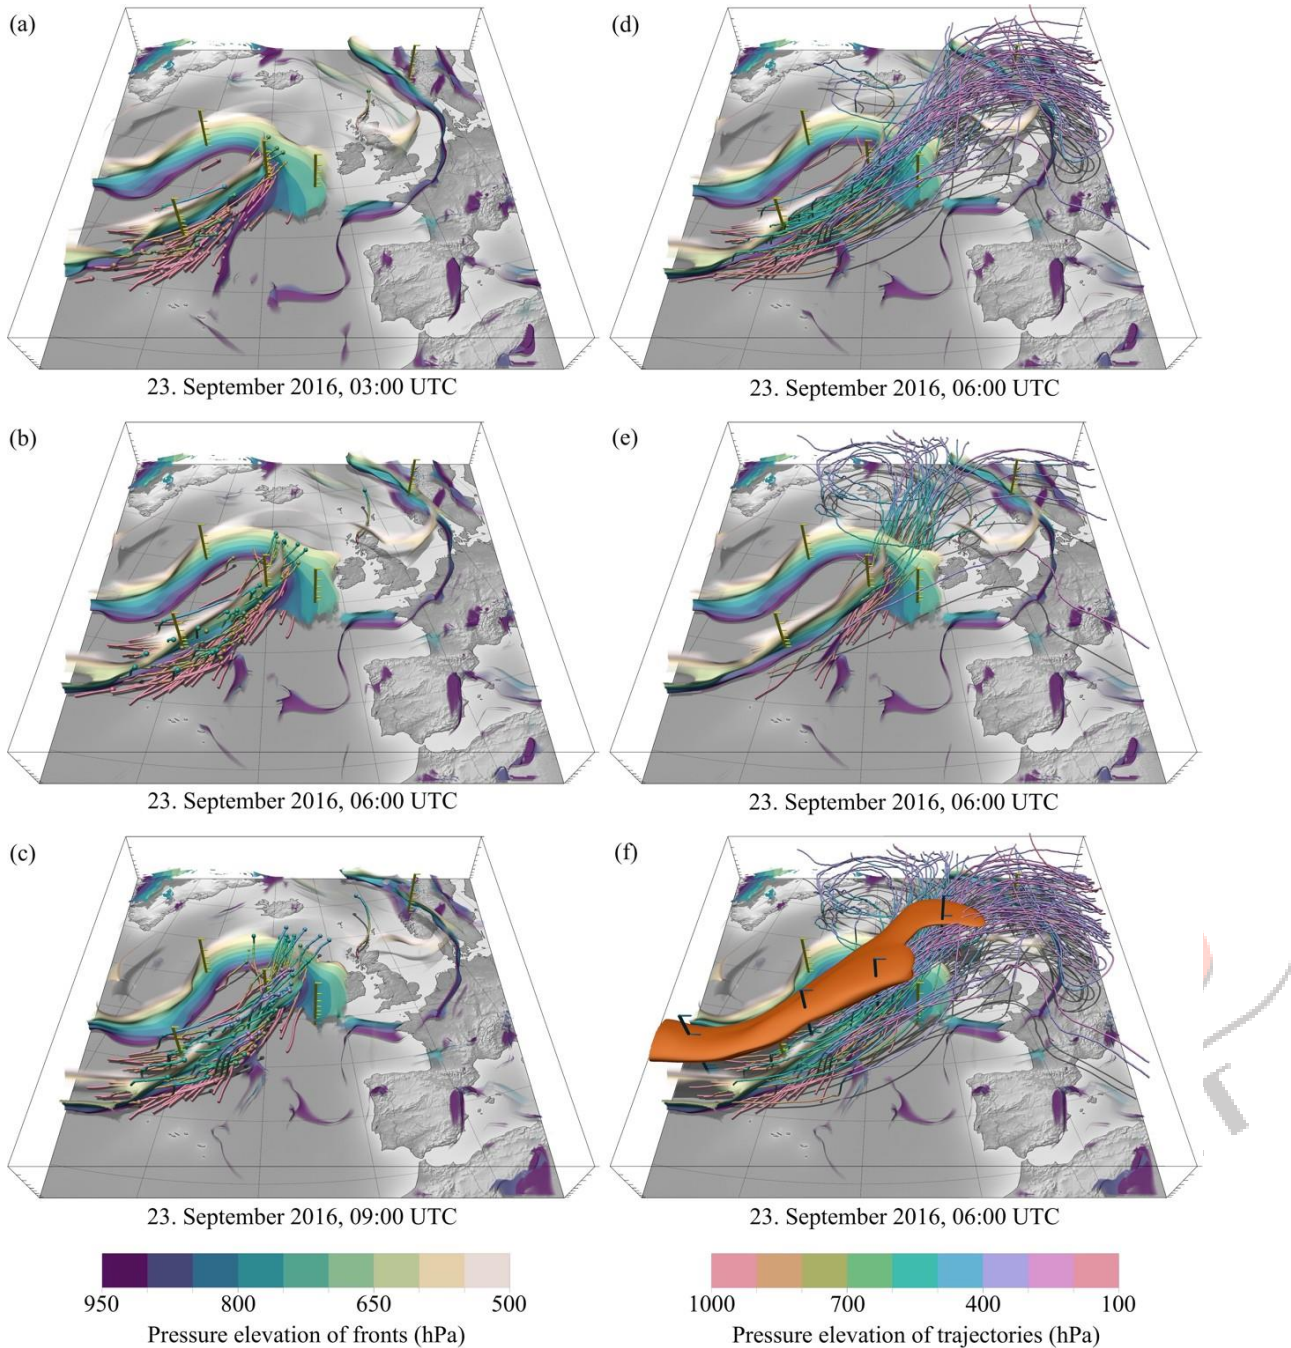 (a)
23. September 2016, 03:00 UTC
(d)
23. September 2016, 06:00 UTC
(b)
23. September 2016, 06:00 UTC
(e)
23. September 2016, 06:00 UTC
(c)
23. September 2016, 09:00 UTC
(f)
23. September 2016, 06:00 UTC
950 800 650 500
Pressure elevation of fronts (hPa)
1000 700 400 100
Pressure elevation of trajectories (hPa)